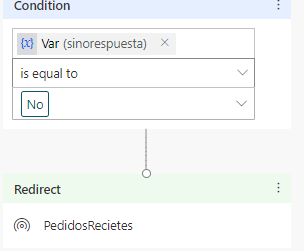 Condition
{x} Var (sinorespuesta)
is equal to
No
Redirect
PedidosRecietes